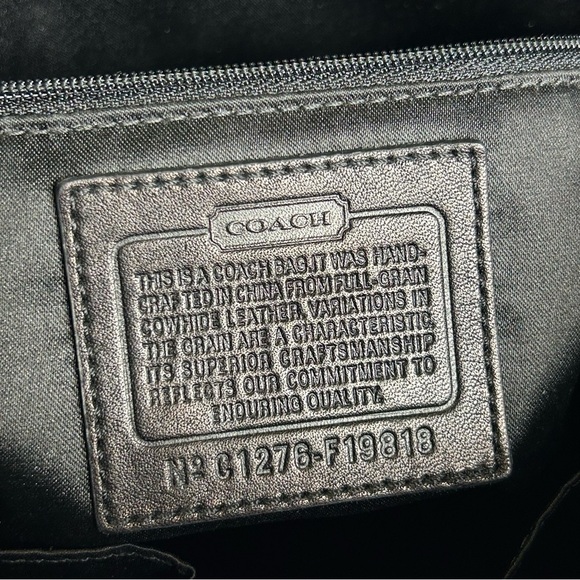 COACH
THIS IS A COACH BAG.IT WAS HAND-
CRAFTED IN CHINA FROM FULL-GRAIN
COWHIDE LEATHER. VARIATIONS IN
THE GRAIN ARE A CHARACTERISTIC.
ITS SUPERIOR CRAFTSMANSHIP
REFLECTS OUR COMMITMENT TO
ENDURING QUALITY.
Nº C1276-F19818